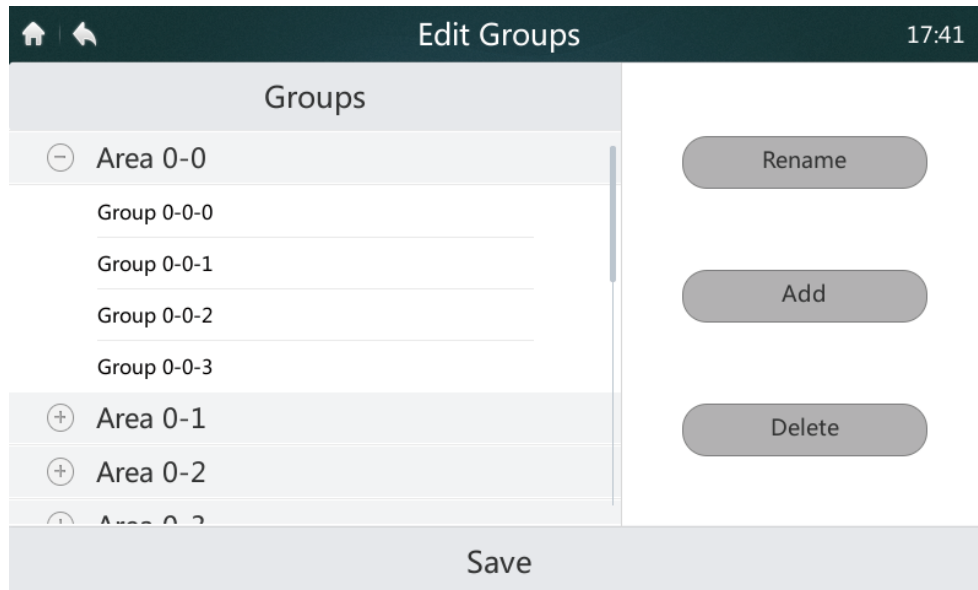 Edit Groups
17:41
Groups
Area 0-0
Group 0-0-0
Group 0-0-1
Group 0-0-2
Group 0-0-3
Area 0-1
Area 0-2
Rename
Add
Delete
Save